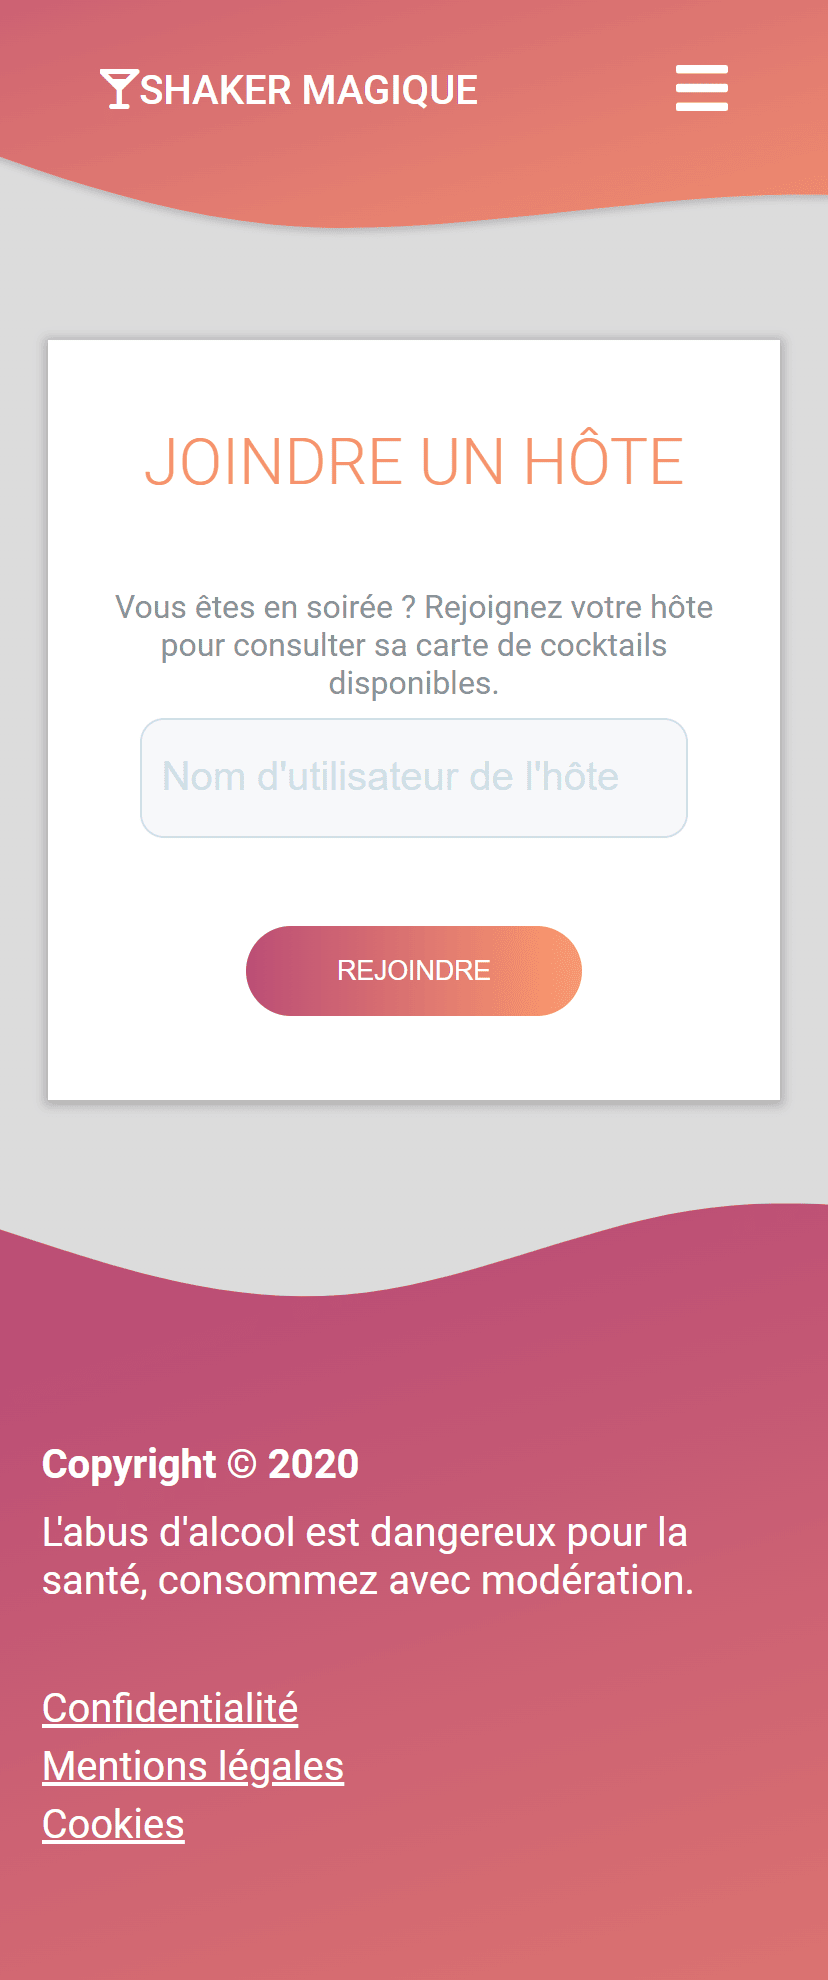 SHAKER MAGIQUE
JOINDRE UN HÔTE
Vous êtes en soirée ? Rejoignez votre hôte
pour consulter sa carte de cocktails
disponibles.
Nom d'utilisateur de l'hôte
REJOINDRE
Copyright © 2020
L'abus d'alcool est dangereux pour la
santé, consommez avec modération.
Confidentialité
Mentions légales
Cookies